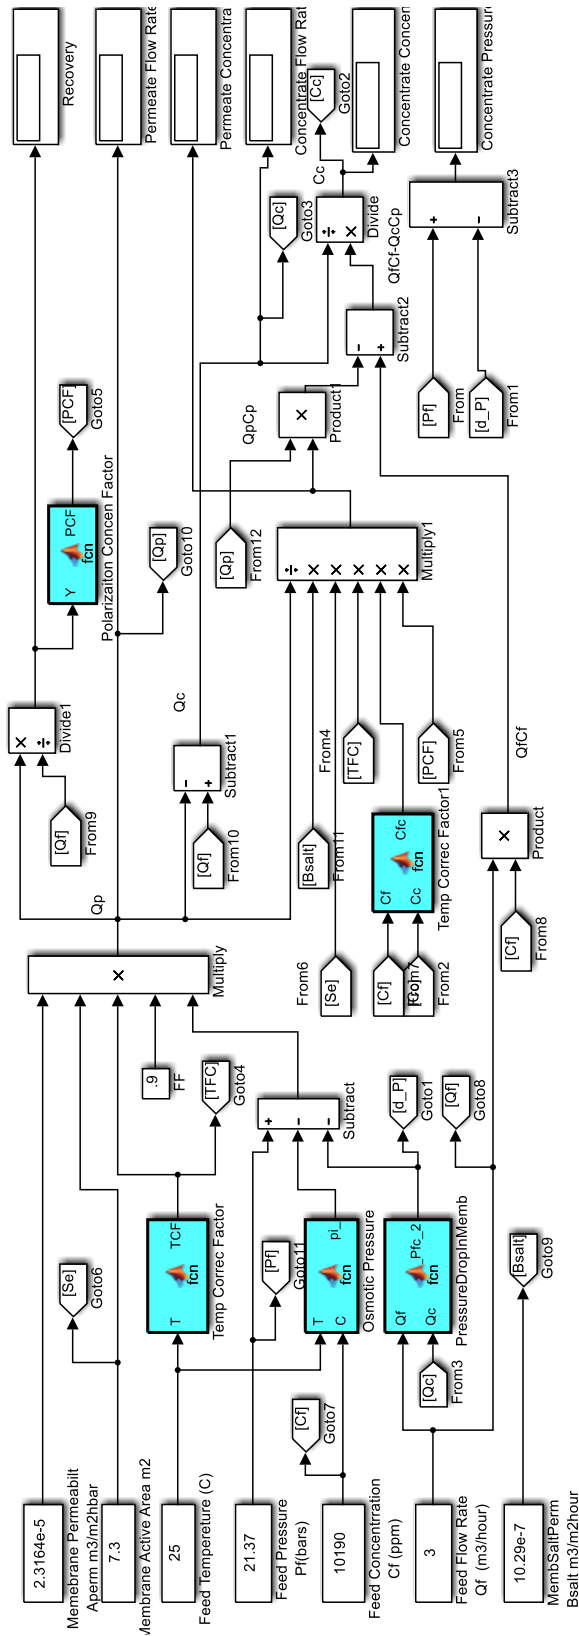 Recovery
Permeate Flow Rate
Permeate Concentra
Concentrate Flow Rat
Concentrate Concen
Concentrate Pressure
[Cc]
Goto2
Cc
[Qc]
Goto3
÷
×
Divide
QfCf-QcCp
+
-
Subtract3
-
+
Subtract2
[Pf]
From
[d_P]
From1
[PCF]
Goto5
QpCp
×
Product1
Y
PCF
fcn
Polarizaiton Concen Factor
[Qp]
Goto10
[Qp]
From12
÷
×
×
×
×
×
Multiply1
×
÷
Divide1
[Qf]
From9
Qc
-
+
Subtract1
[Qf]
From10
From4
[TFC]
[PCF]
From5
QfCf
[Bsalt]
From11
Cf
Cc
Cfc
fcn
Temp Correc Factor1
×
Product
Qp
×
Multiply
From6
[Se]
[Cf]
From7
From2
[Cf]
From8
.9
FF
[TFC]
Goto4
+
-
-
Subtract
[d_P]
Goto1
[Qf]
Goto8
[Se]
Goto6
T
TCF
fcn
Temp Correc Factor
[Pf]
Goto11
T
C
pi_
fcn
Osmotic Pressure
Qf
Qc
_Pfc_2
fcn
PressureDropInMemb
[Qc]
From3
[Bsalt]
Goto9
[Cf]
Goto7
2.3164e-5
Memebrane Permeabilt
Aperm m3/m2hbar
7.3
Membrane Active Area m2
25
Feed Tempereture (C)
21.37
Feed Pressure
Pf(bars)
10190
Feed Concentrration
Cf (ppm)
3
Feed Flow Rate
Qf (m3/hour)
10.29e-7
MembSaltPerm
Bsalt m3/m2hour